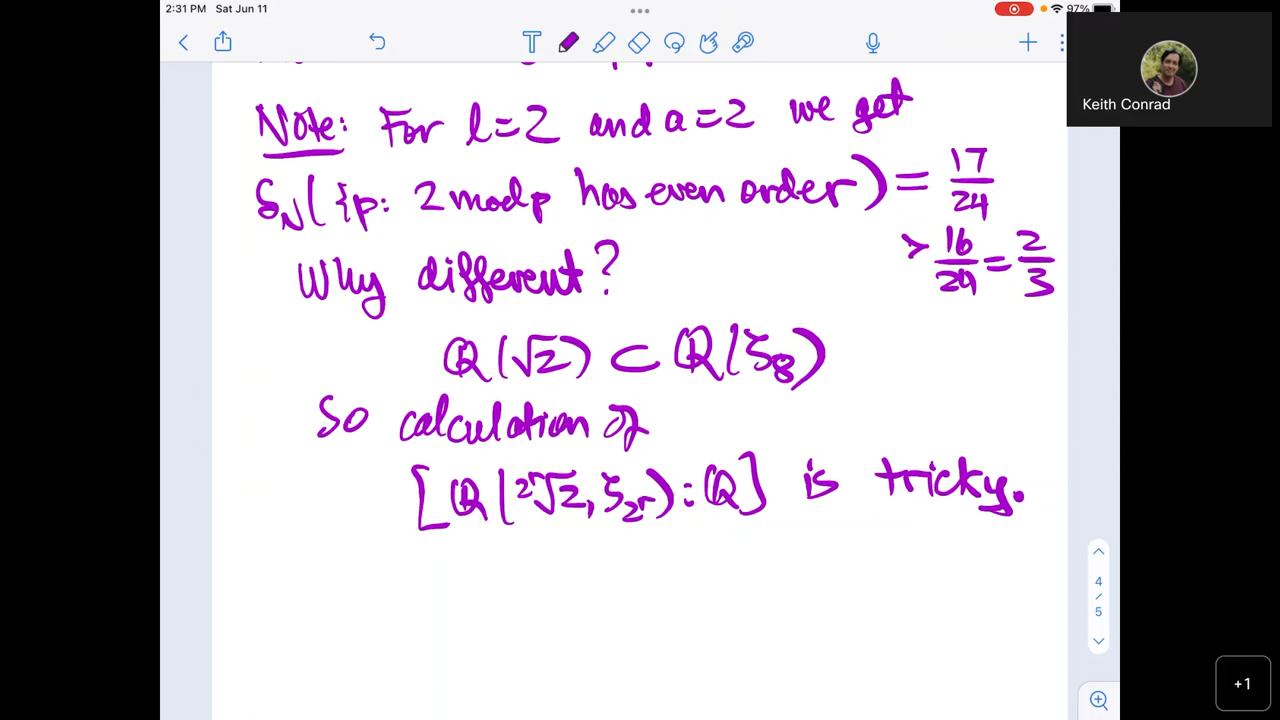 2:31 PM Sat Jun 11
97%
Keith Conrad
Note: For l=2 and a=2 we get
δ_N({p: 2 mod p has even order) = 17/24
> 16/24 = 2/3
Why different?
Q(√2) ⊂ Q(ζ_8)
So calculation of
[Q(^{2^r}√2, ζ_{2^r}):Q] is tricky.
4
/
5
+1